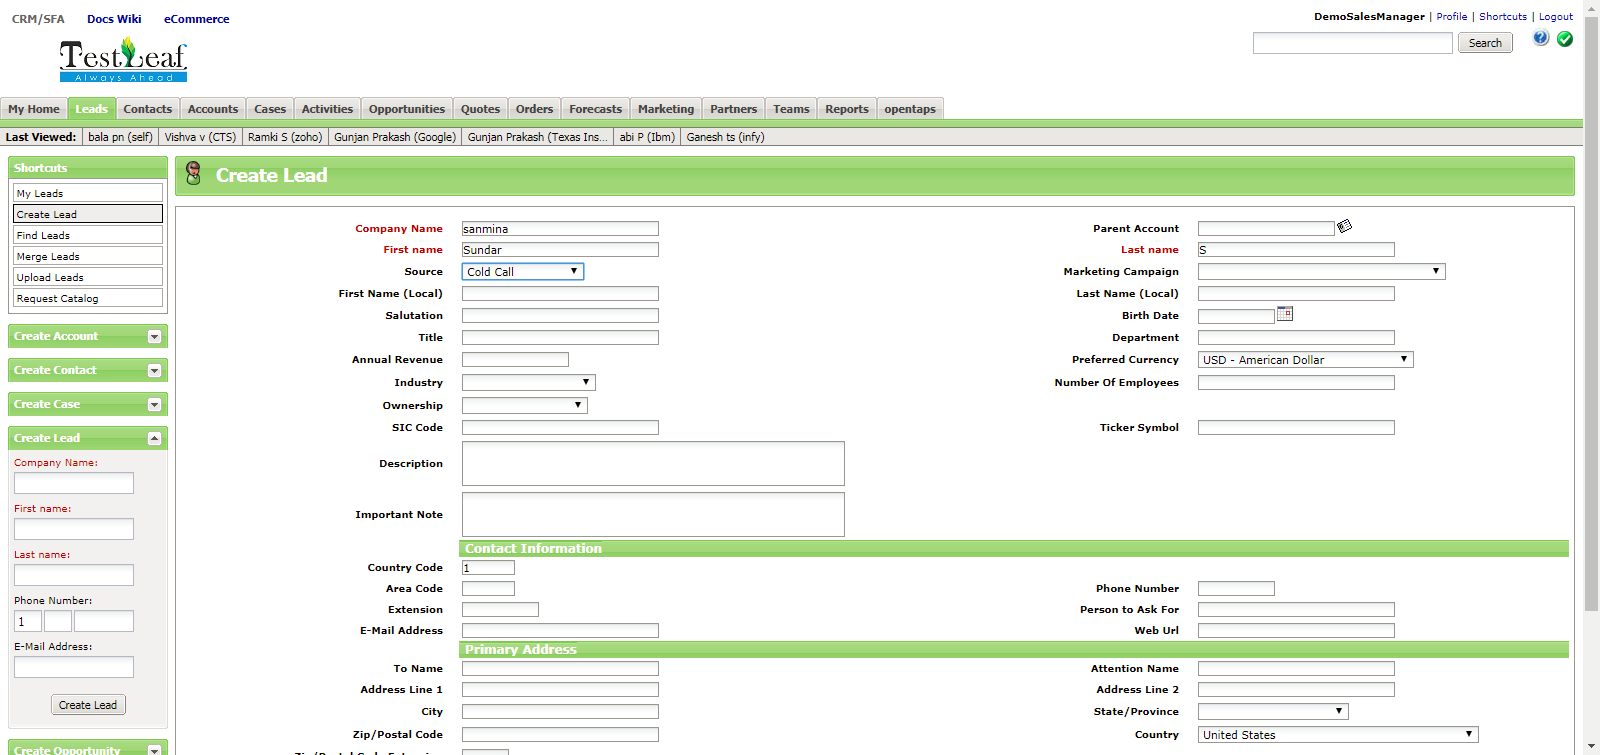 CRM/SFA Docs Wiki eCommerce
DemoSalesManager | Profile | Shortcuts | Logout
TestLeaf
Always Ahead
Search
My Home Leads Contacts Accounts Cases Activities Opportunities Quotes Orders Forecasts Marketing Partners Teams Reports opentaps
Last Viewed: bala pn (self) Vishva v (CTS) Ramki S (zoho) Gunjan Prakash (Google) Gunjan Prakash (Texas Ins... abi P (Ibm) Ganesh ts (infy)
Shortcuts
My Leads
Create Lead
Find Leads
Merge Leads
Upload Leads
Request Catalog
Create Account
Create Contact
Create Case
Create Lead
Company Name:
First name:
Last name:
Phone Number:
1
E-Mail Address:
Create Lead
Create Opportunity
Create Lead
Company Name sanmina Parent Account
First name Sundar Last name S
Source Cold Call Marketing Campaign
First Name (Local) Last Name (Local)
Salutation Birth Date
Title Department
Annual Revenue Preferred Currency USD - American Dollar
Industry Number Of Employees
Ownership
SIC Code Ticker Symbol
Description
Important Note
Contact Information
Country Code 1
Area Code Phone Number
Extension Person to Ask For
E-Mail Address Web Url
Primary Address
To Name Attention Name
Address Line 1 Address Line 2
City State/Province
Zip/Postal Code Country United States
Zip/Postal Code Extension